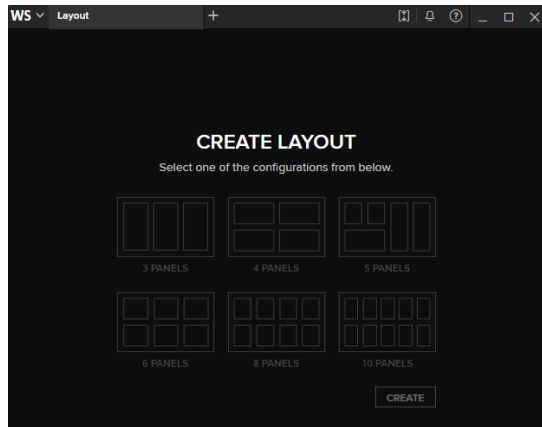 WS Layout
CREATE LAYOUT
Select one of the configurations from below.
3 PANELS 4 PANELS 5 PANELS
6 PANELS 8 PANELS 10 PANELS
CREATE